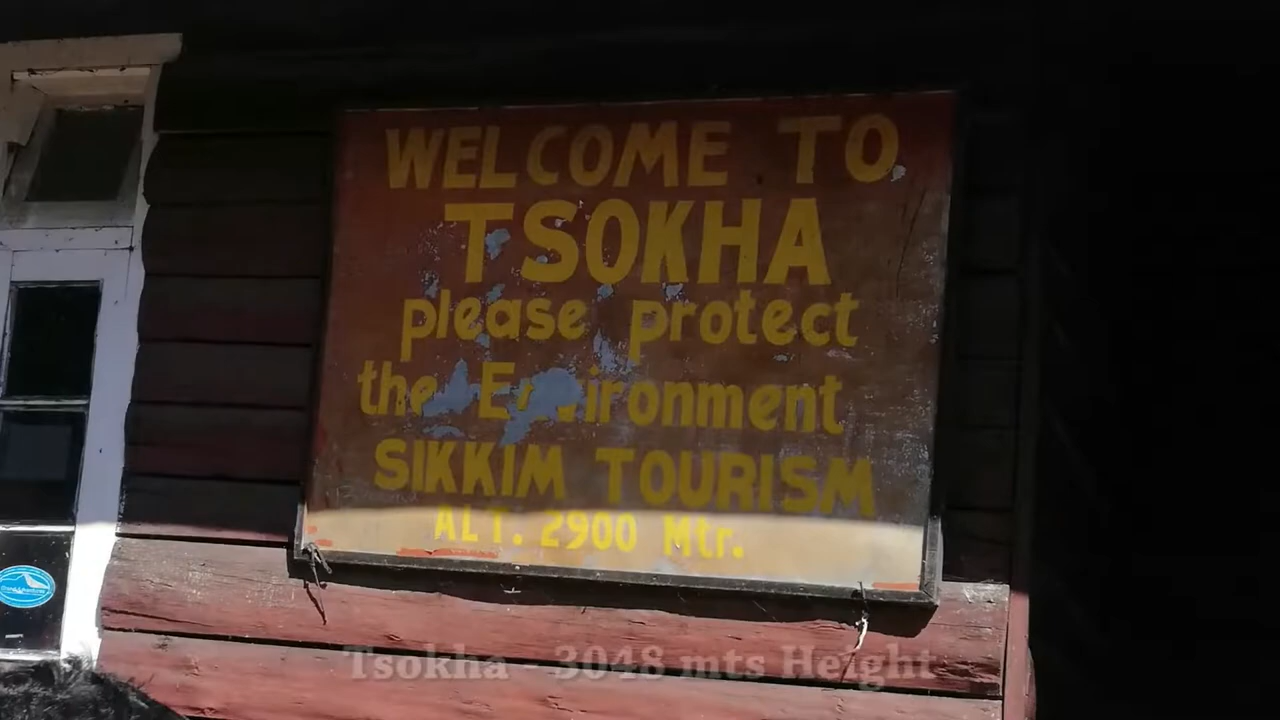 WELCOME TO
TSOKHA
please protect
the Environment
SIKKIM TOURISM
ALT. 2900 Mtr.
Tsokha - 3048 mts Height